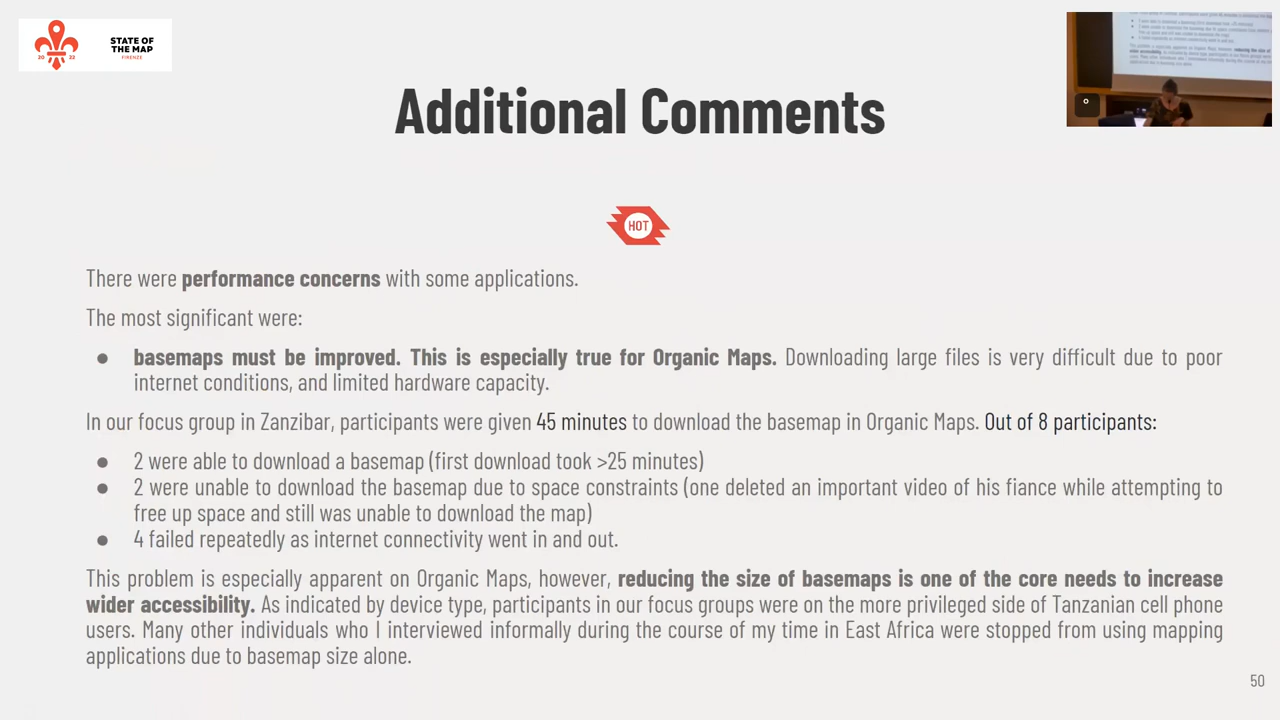 STATE OF
THE MAP
20 22
FIRENZE
Additional Comments
HOT
There were performance concerns with some applications.
The most significant were:
● basemaps must be improved. This is especially true for Organic Maps. Downloading large files is very difficult due to poor
internet conditions, and limited hardware capacity.
In our focus group in Zanzibar, participants were given 45 minutes to download the basemap in Organic Maps. Out of 8 participants:
● 2 were able to download a basemap (first download took >25 minutes)
● 2 were unable to download the basemap due to space constraints (one deleted an important video of his fiance while attempting to
free up space and still was unable to download the map)
● 4 failed repeatedly as internet connectivity went in and out.
This problem is especially apparent on Organic Maps, however, reducing the size of basemaps is one of the core needs to increase
wider accessibility. As indicated by device type, participants in our focus groups were on the more privileged side of Tanzanian cell phone
users. Many other individuals who I interviewed informally during the course of my time in East Africa were stopped from using mapping
applications due to basemap size alone.
50